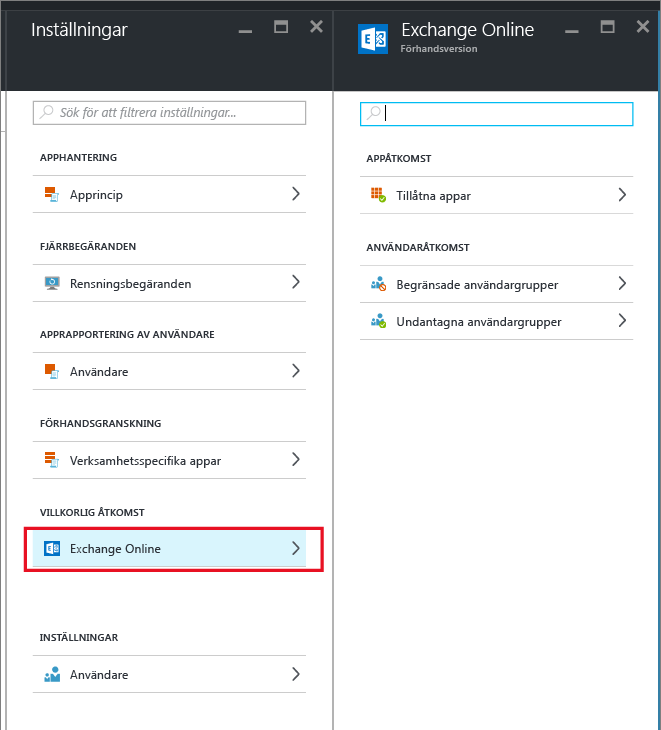 Inställningar
Sök för att filtrera inställningar...
APPHANTERING
Apprincip
FJÄRRBEGÄRANDEN
Rensningsbegäranden
APPRAPPORTERING AV ANVÄNDARE
Användare
FÖRHANDSGRANSKNING
Verksamhetsspecifika appar
VILLKORLIG ÅTKOMST
Exchange Online
INSTÄLLNINGAR
Användare
Exchange Online
Förhandsversion
APPÅTKOMST
Tillåtna appar
ANVÄNDARÅTKOMST
Begränsade användargrupper
Undantagna användargrupper